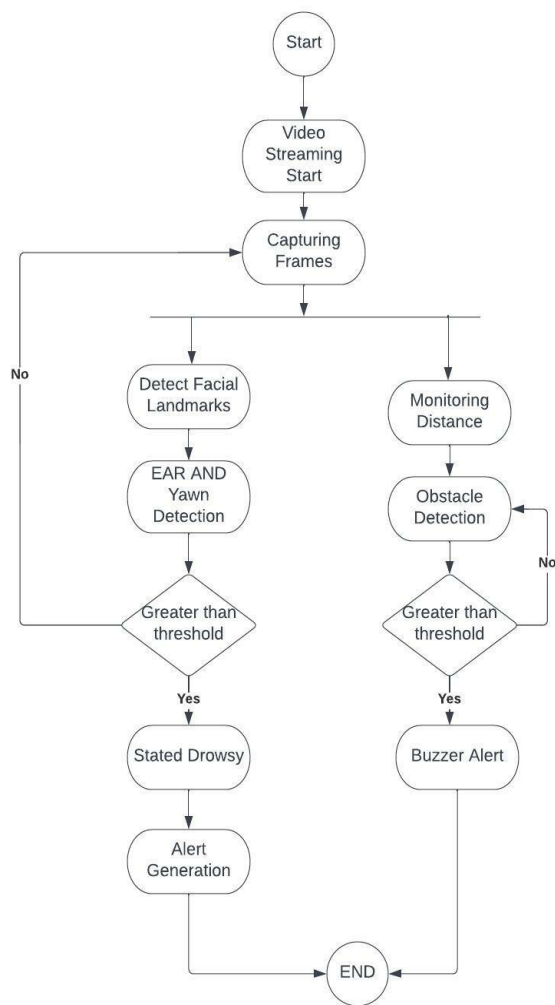 Start
Video
Streaming
Start
Capturing
Frames
No
Detect Facial
Landmarks
Monitoring
Distance
EAR AND
Yawn
Detection
Obstacle
Detection
No
Greater than
threshold
Greater than
threshold
Yes
Yes
Stated Drowsy
Buzzer Alert
Alert
Generation
END